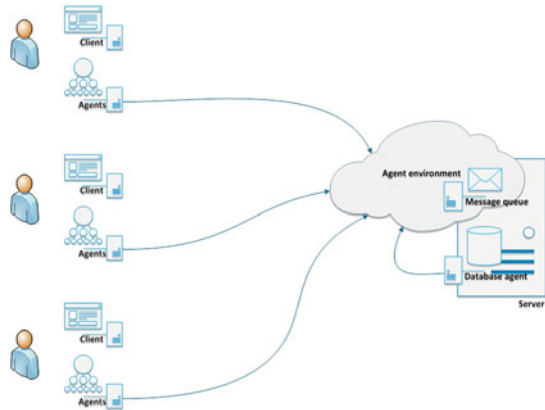 Client
Agents
Agent environment
Message queue
Client
Agents
Database agent
Server
Client
Agents